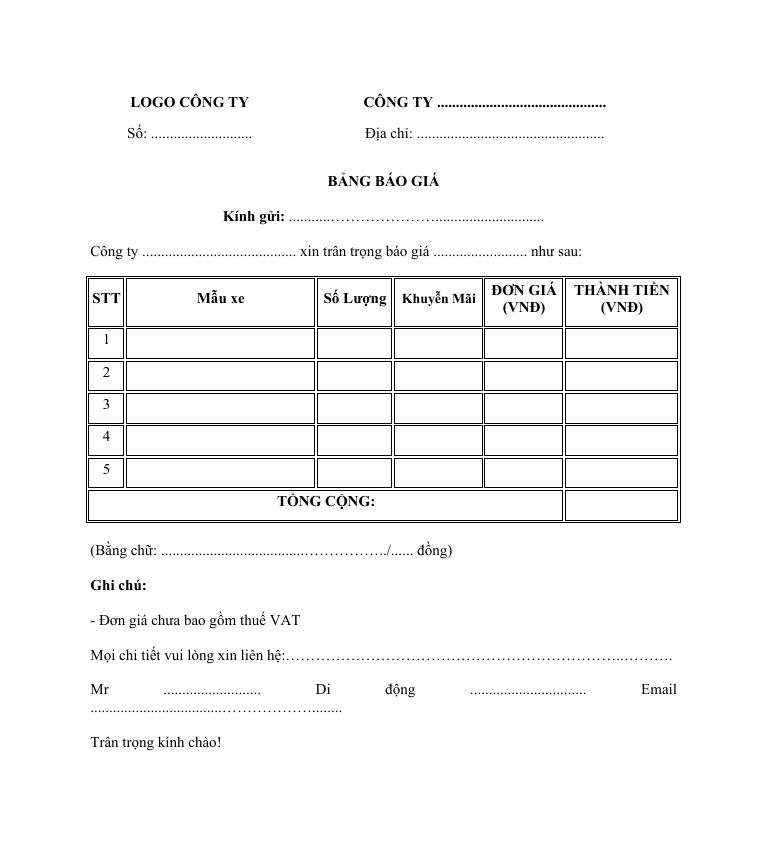 LOGO CÔNG TY CÔNG TY .............................................
Số: ........................... Địa chỉ: ..................................................
BẢNG BÁO GIÁ
Kính gửi: ...........…………………..............................
Công ty ......................................... xin trân trọng báo giá ......................... như sau:
STT Mẫu xe Số Lượng Khuyễn Mãi ĐƠN GIÁ (VNĐ) THÀNH TIỀN (VNĐ)
1
2
3
4
5
TỔNG CỘNG:
(Bằng chữ: ......................................……………../...... đồng)
Ghi chú:
- Đơn giá chưa bao gồm thuế VAT
Mọi chi tiết vui lòng xin liên hệ:…………………………………………………………..……….
Mr .......................... Di động ............................... Email
...................................………………........
Trân trọng kính chào!